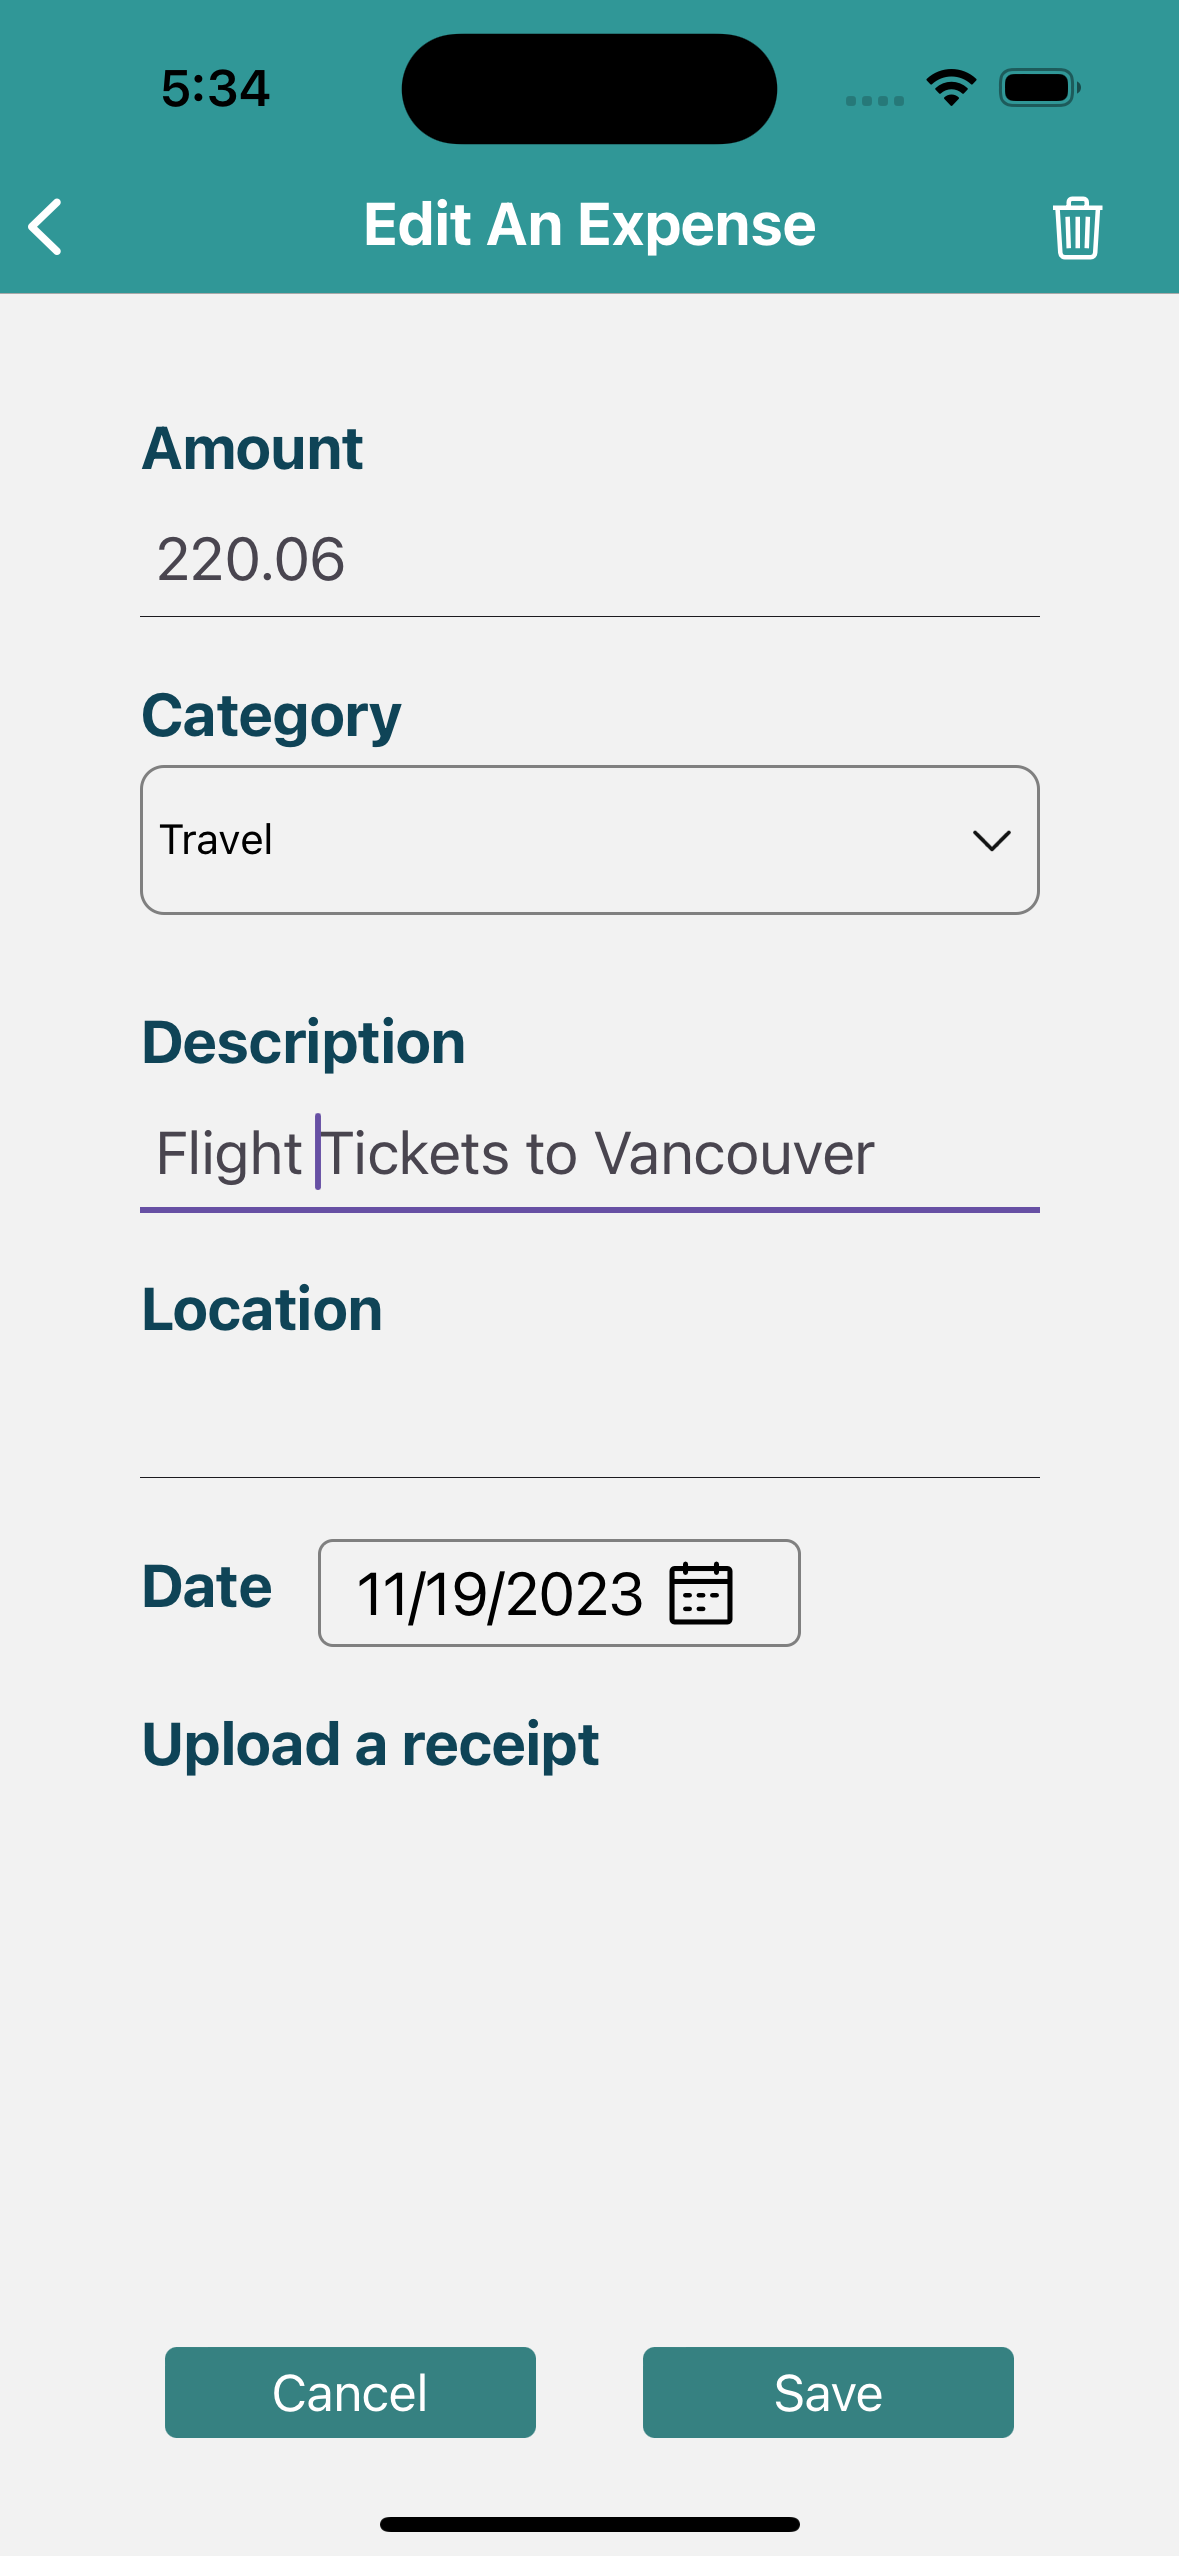 5:34
Edit An Expense
Amount
220.06
Category
Travel
Description
Flight Tickets to Vancouver
Location
Date 11/19/2023
Upload a receipt
Cancel Save